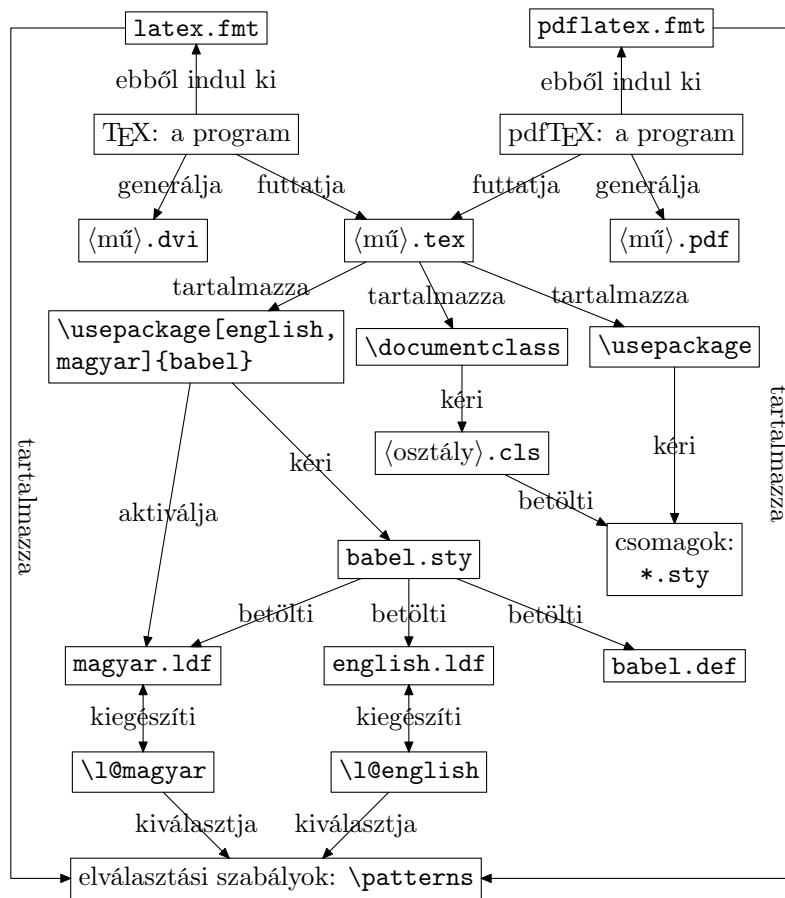 latex.fmt
pdflatex.fmt
ebből indul ki
ebből indul ki
TEX: a program
pdfTEX: a program
generálja
futtatja
futtatja
generálja
⟨mű⟩.dvi
⟨mű⟩.tex
⟨mű⟩.pdf
tartalmazza
tartalmazza
tartalmazza
\usepackage[english,
magyar]{babel}
\documentclass
\usepackage
kéri
⟨osztály⟩.cls
kéri
kéri
tartalmazza
tartalmazza
aktiválja
betölti
csomagok:
*.sty
babel.sty
betölti
betölti
betölti
magyar.ldf
english.ldf
babel.def
kiegészíti
kiegészíti
\l@magyar
\l@english
kiválasztja
kiválasztja
elválasztási szabályok: \patterns